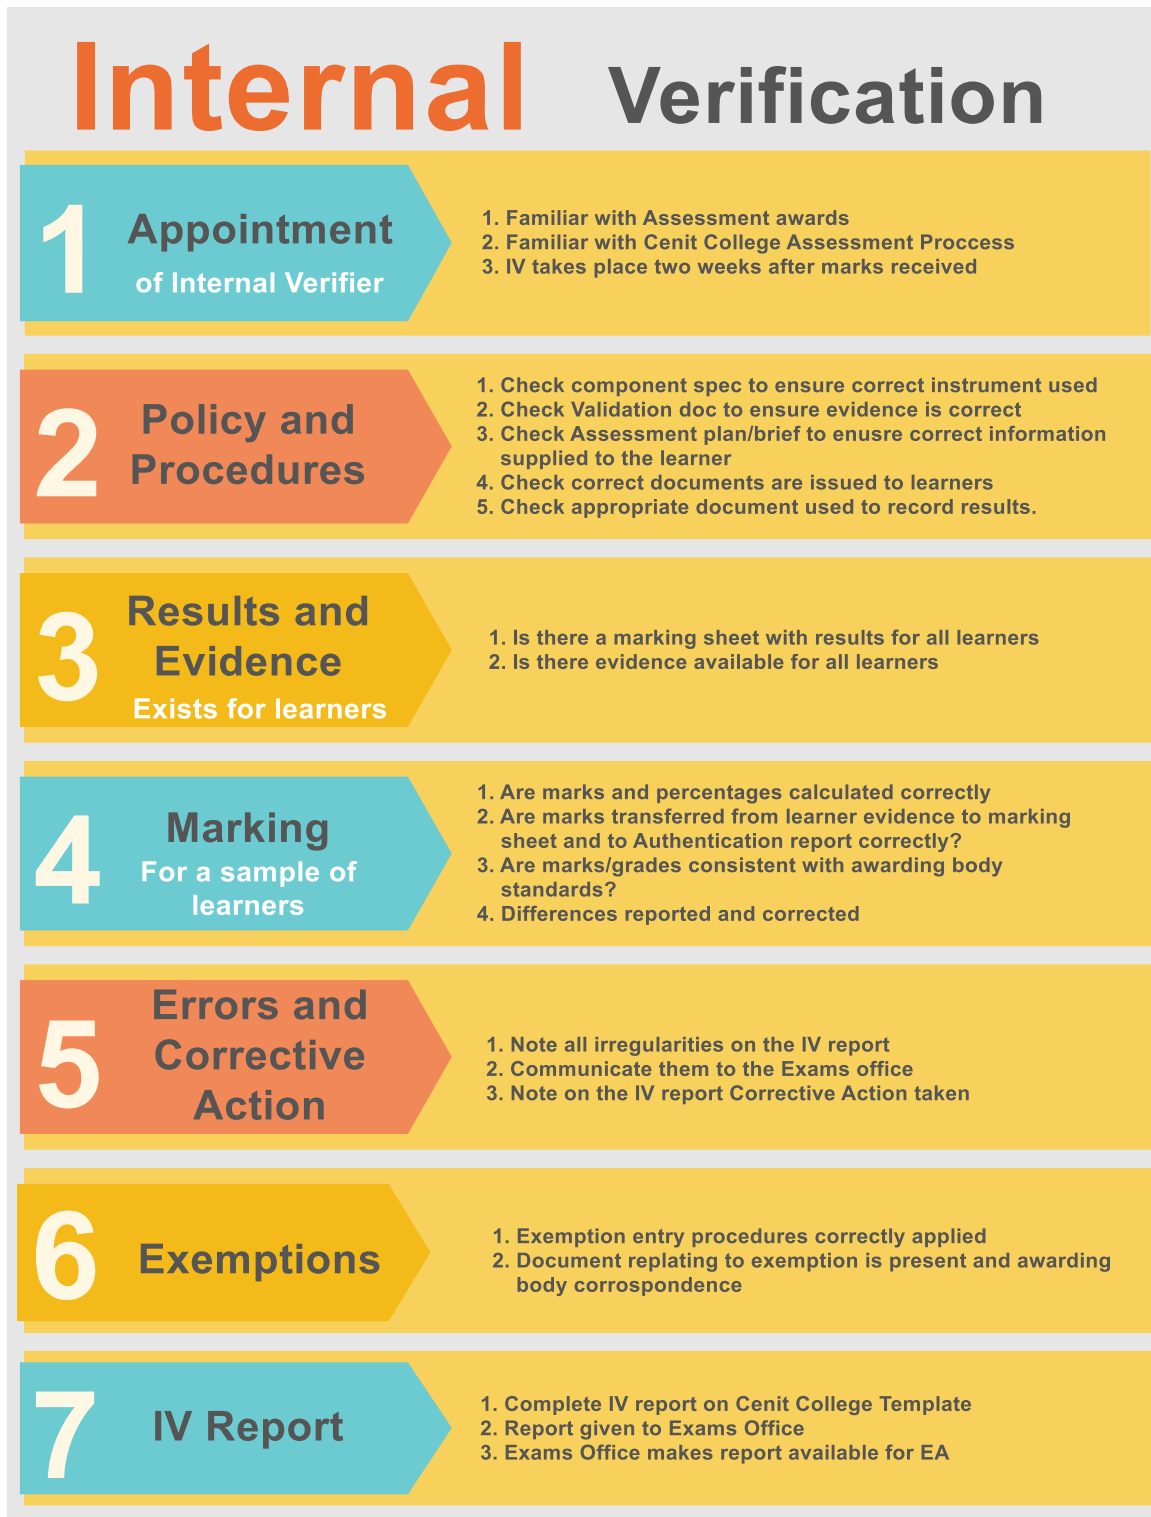 Internal Verification
1
Appointment
of Internal Verifier
1. Familiar with Assessment awards
2. Familiar with Cenit College Assessment Proccess
3. IV takes place two weeks after marks received
2
Policy and
Procedures
1. Check component spec to ensure correct instrument used
2. Check Validation doc to ensure evidence is correct
3. Check Assessment plan/brief to enusre correct information
supplied to the learner
4. Check correct documents are issued to learners
5. Check appropriate document used to record results.
3
Results and
Evidence
Exists for learners
1. Is there a marking sheet with results for all learners
2. Is there evidence available for all learners
4
Marking
For a sample of
learners
1. Are marks and percentages calculated correctly
2. Are marks transferred from learner evidence to marking
sheet and to Authentication report correctly?
3. Are marks/grades consistent with awarding body
standards?
4. Differences reported and corrected
5
Errors and
Corrective
Action
1. Note all irregularities on the IV report
2. Communicate them to the Exams office
3. Note on the IV report Corrective Action taken
6
Exemptions
1. Exemption entry procedures correctly applied
2. Document replating to exemption is present and awarding
body corrospondence
7
IV Report
1. Complete IV report on Cenit College Template
2. Report given to Exams Office
3. Exams Office makes report available for EA